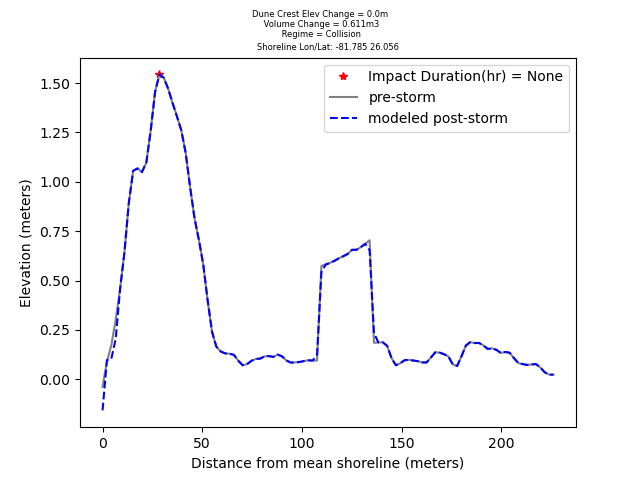 Dune Crest Elev Change = 0.0m
Volume Change = 0.611m3
Regime = Collision
Shoreline Lon/Lat: -81.785 26.056
Impact Duration(hr) = None
pre-storm
modeled post-storm
Elevation (meters)
1.50
1.25
1.00
0.75
0.50
0.25
0.00
0
50
100
150
200
Distance from mean shoreline (meters)